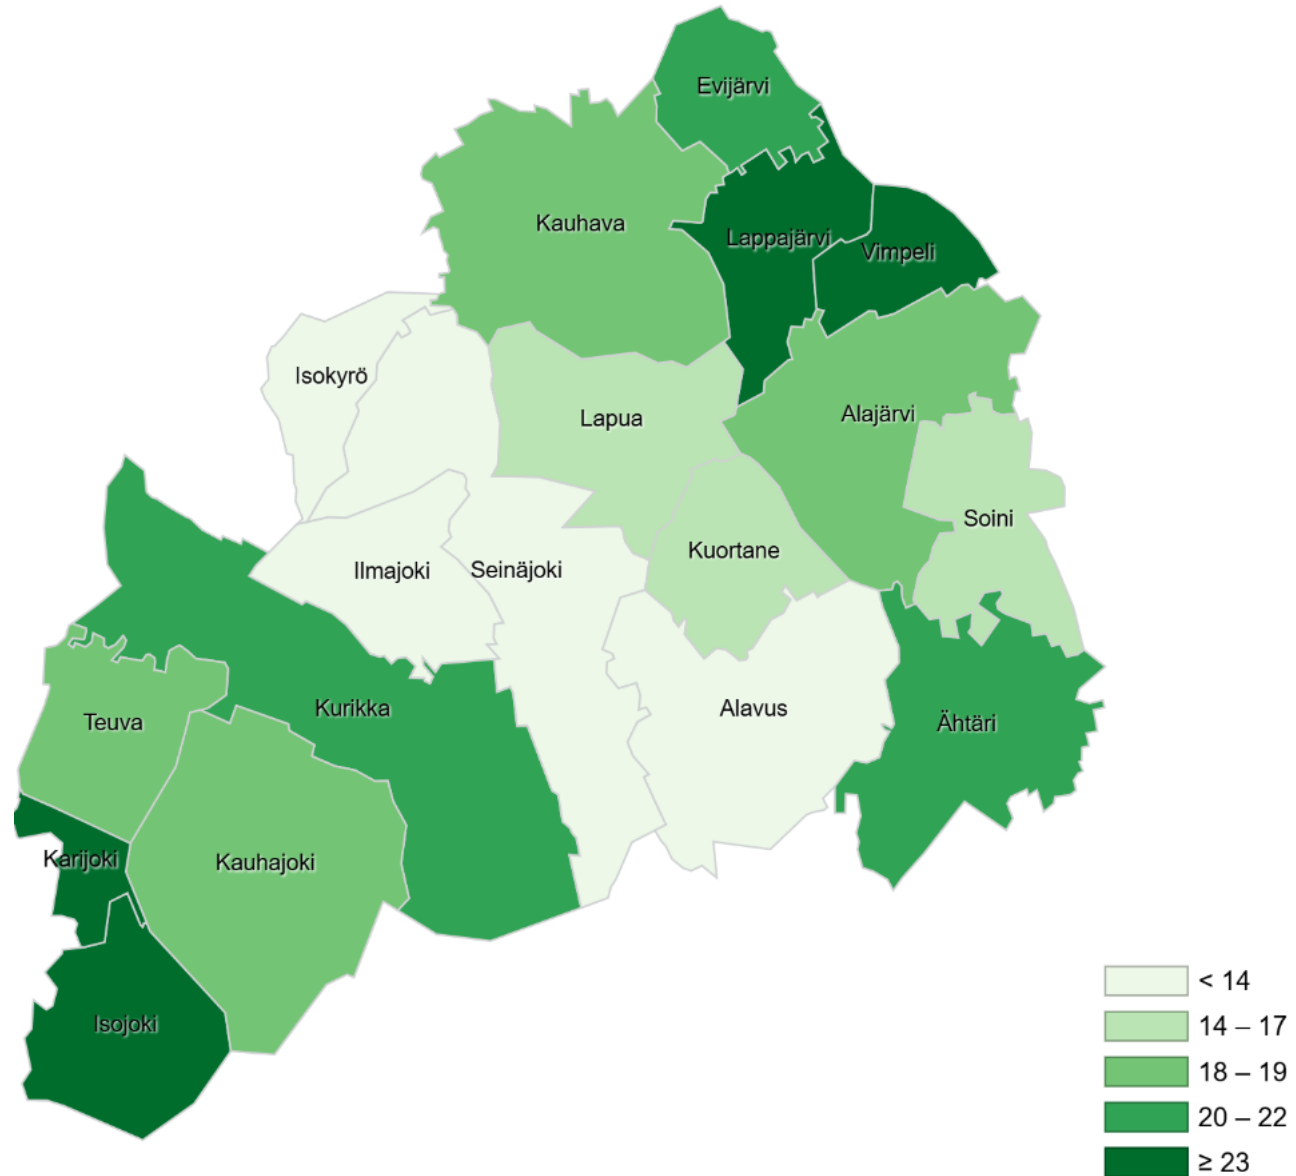 Evijärvi
Kauhava
Lappajärvi
Vimpeli
Isokyrö
Lapua
Alajärvi
Soini
Kuortane
Ilmajoki
Seinäjoki
Kurikka
Alavus
Teuva
Ähtäri
Karijoki
Kauhajoki
Isojoki
< 14
14 – 17
18 – 19
20 – 22
≥ 23